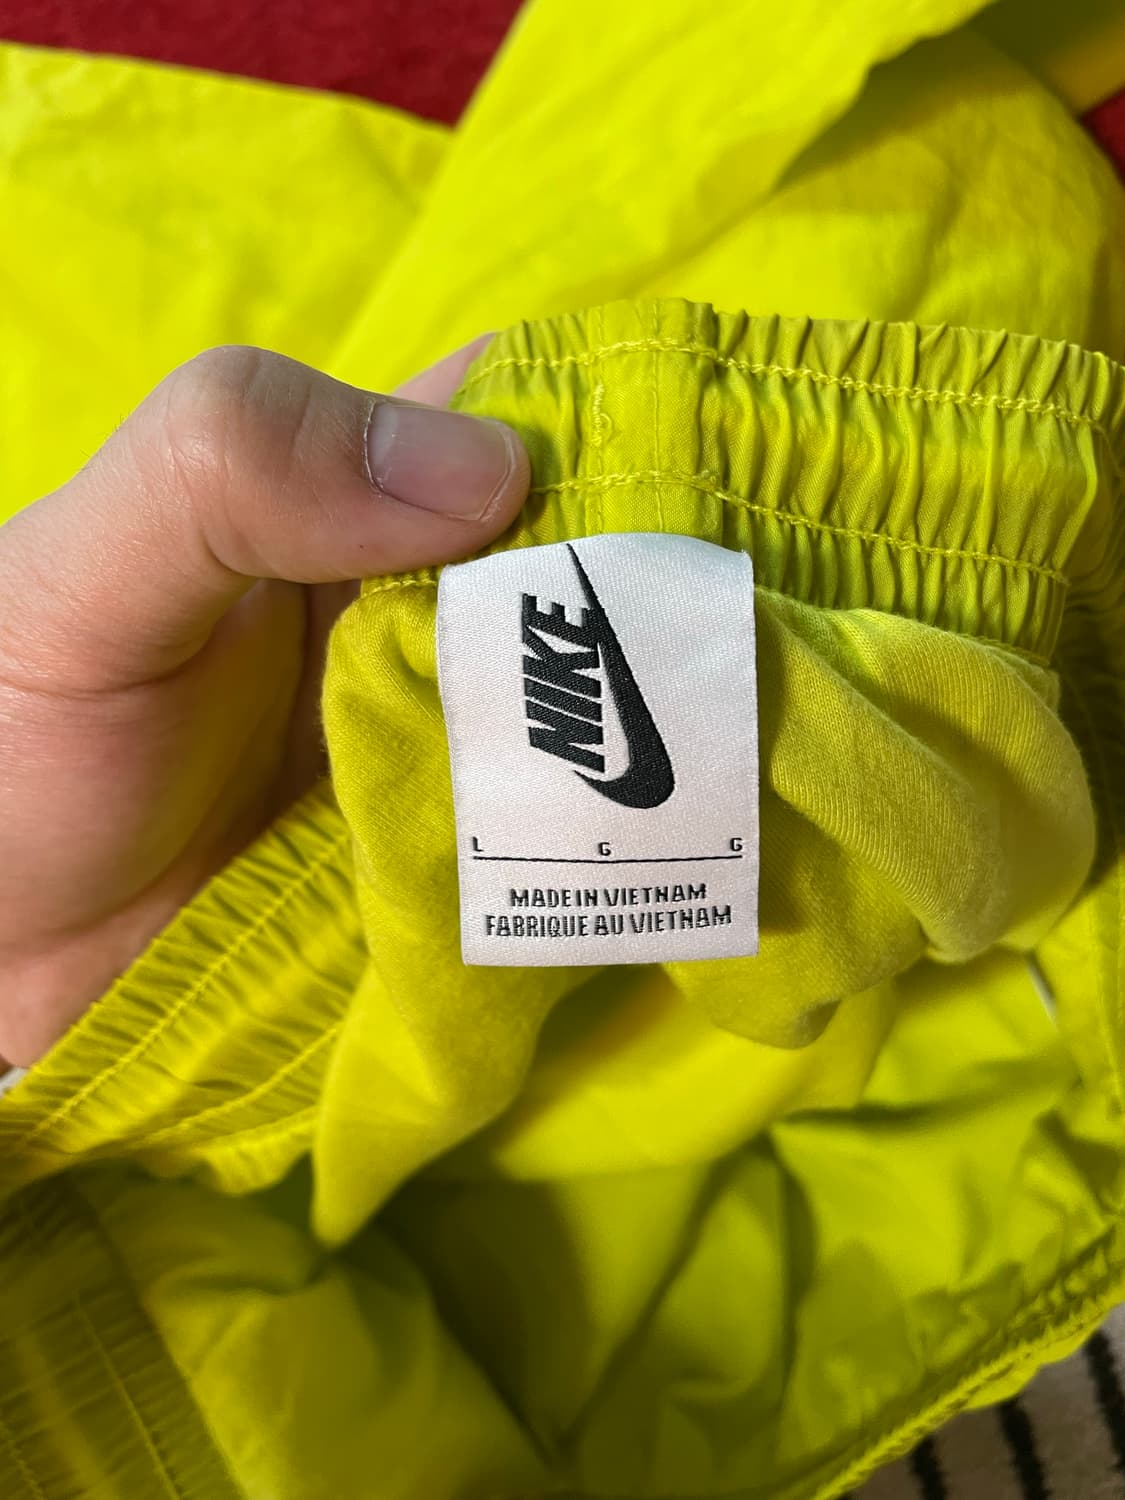 NIKE
L G G
MADE IN VIETNAM
FABRIQUE AU VIETNAM